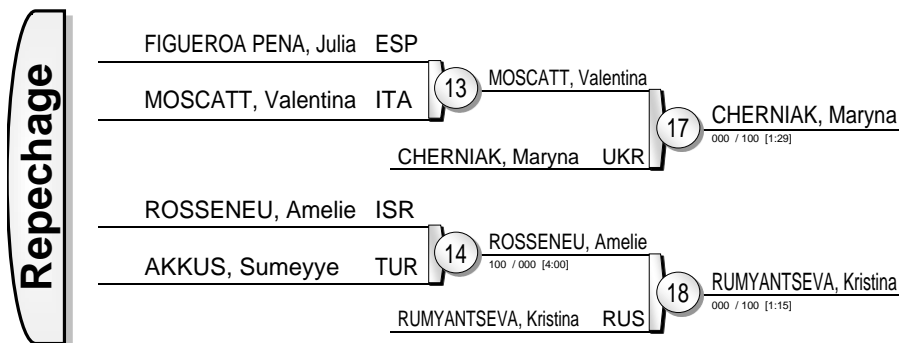 Repechage
FIGUEROA PENA, Julia ESP
MOSCATT, Valentina ITA
13
MOSCATT, Valentina
CHERNIAK, Maryna UKR
17
CHERNIAK, Maryna
000 / 100 [1:29]
ROSSENEU, Amelie ISR
AKKUS, Sumeyye TUR
14
ROSSENEU, Amelie
100 / 000 [4:00]
RUMYANTSEVA, Kristina RUS
18
RUMYANTSEVA, Kristina
000 / 100 [1:15]